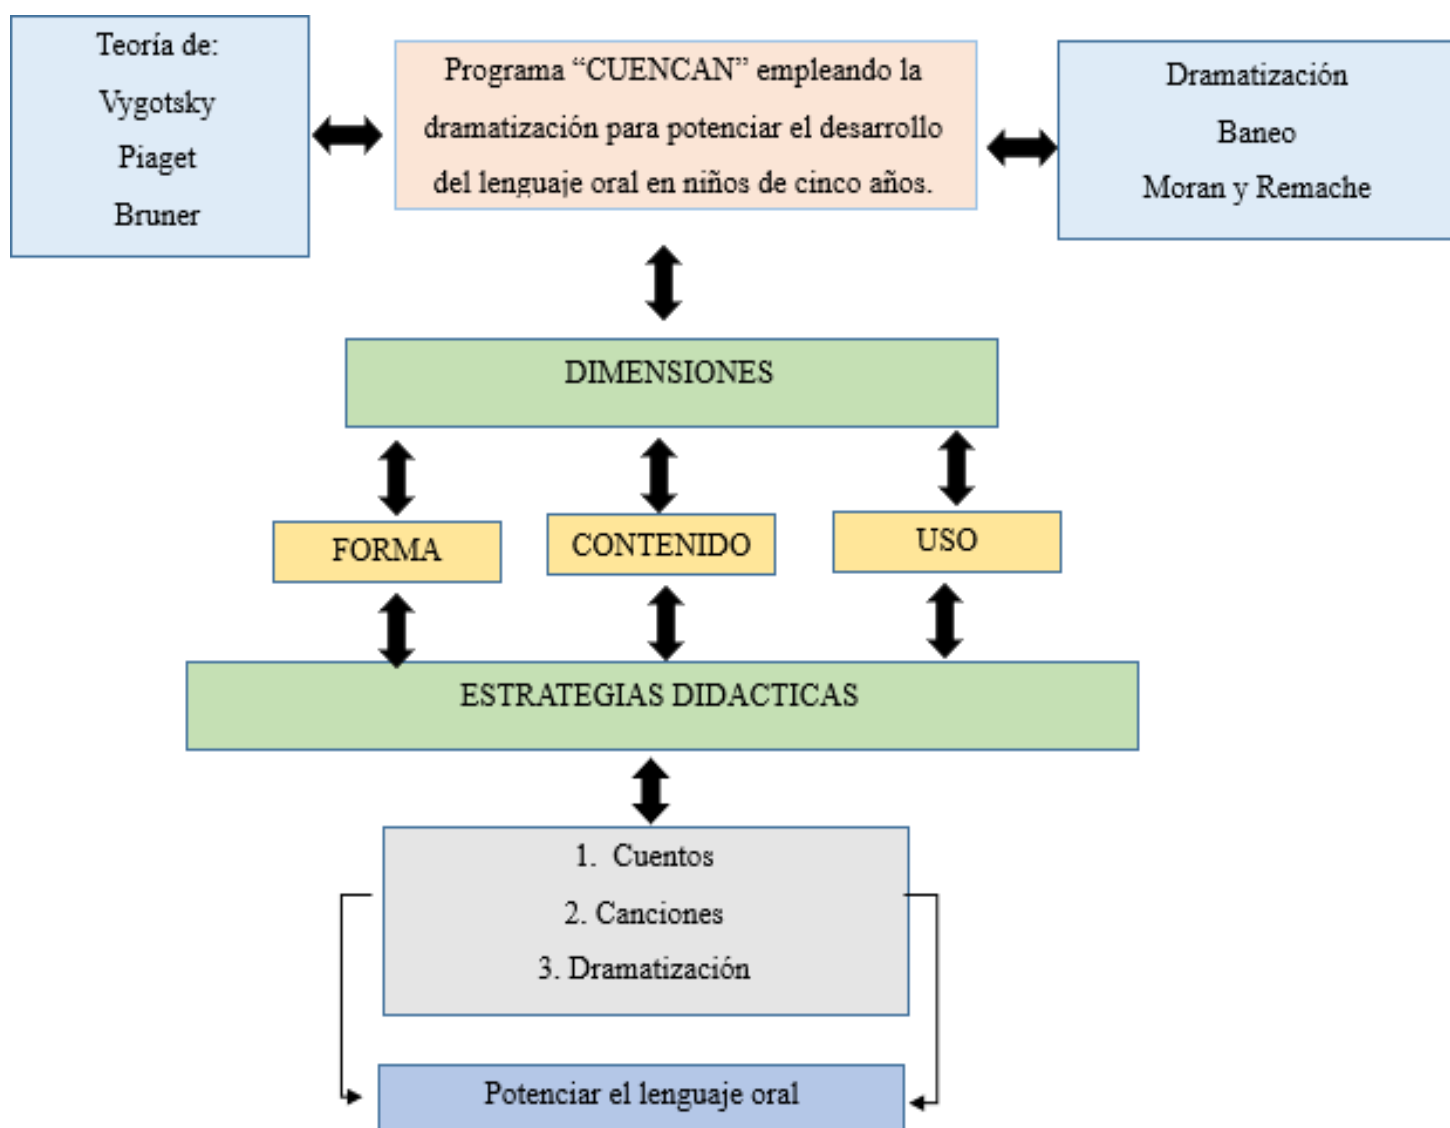 Teoría de:
Vygotsky
Piaget
Bruner
Programa “CUENCAN” empleando la
dramatización para potenciar el desarrollo
del lenguaje oral en niños de cinco años.
Dramatización
Baneo
Moran y Remache
DIMENSIONES
FORMA
CONTENIDO
USO
ESTRATEGIAS DIDACTICAS
1. Cuentos
2. Canciones
3. Dramatización
Potenciar el lenguaje oral